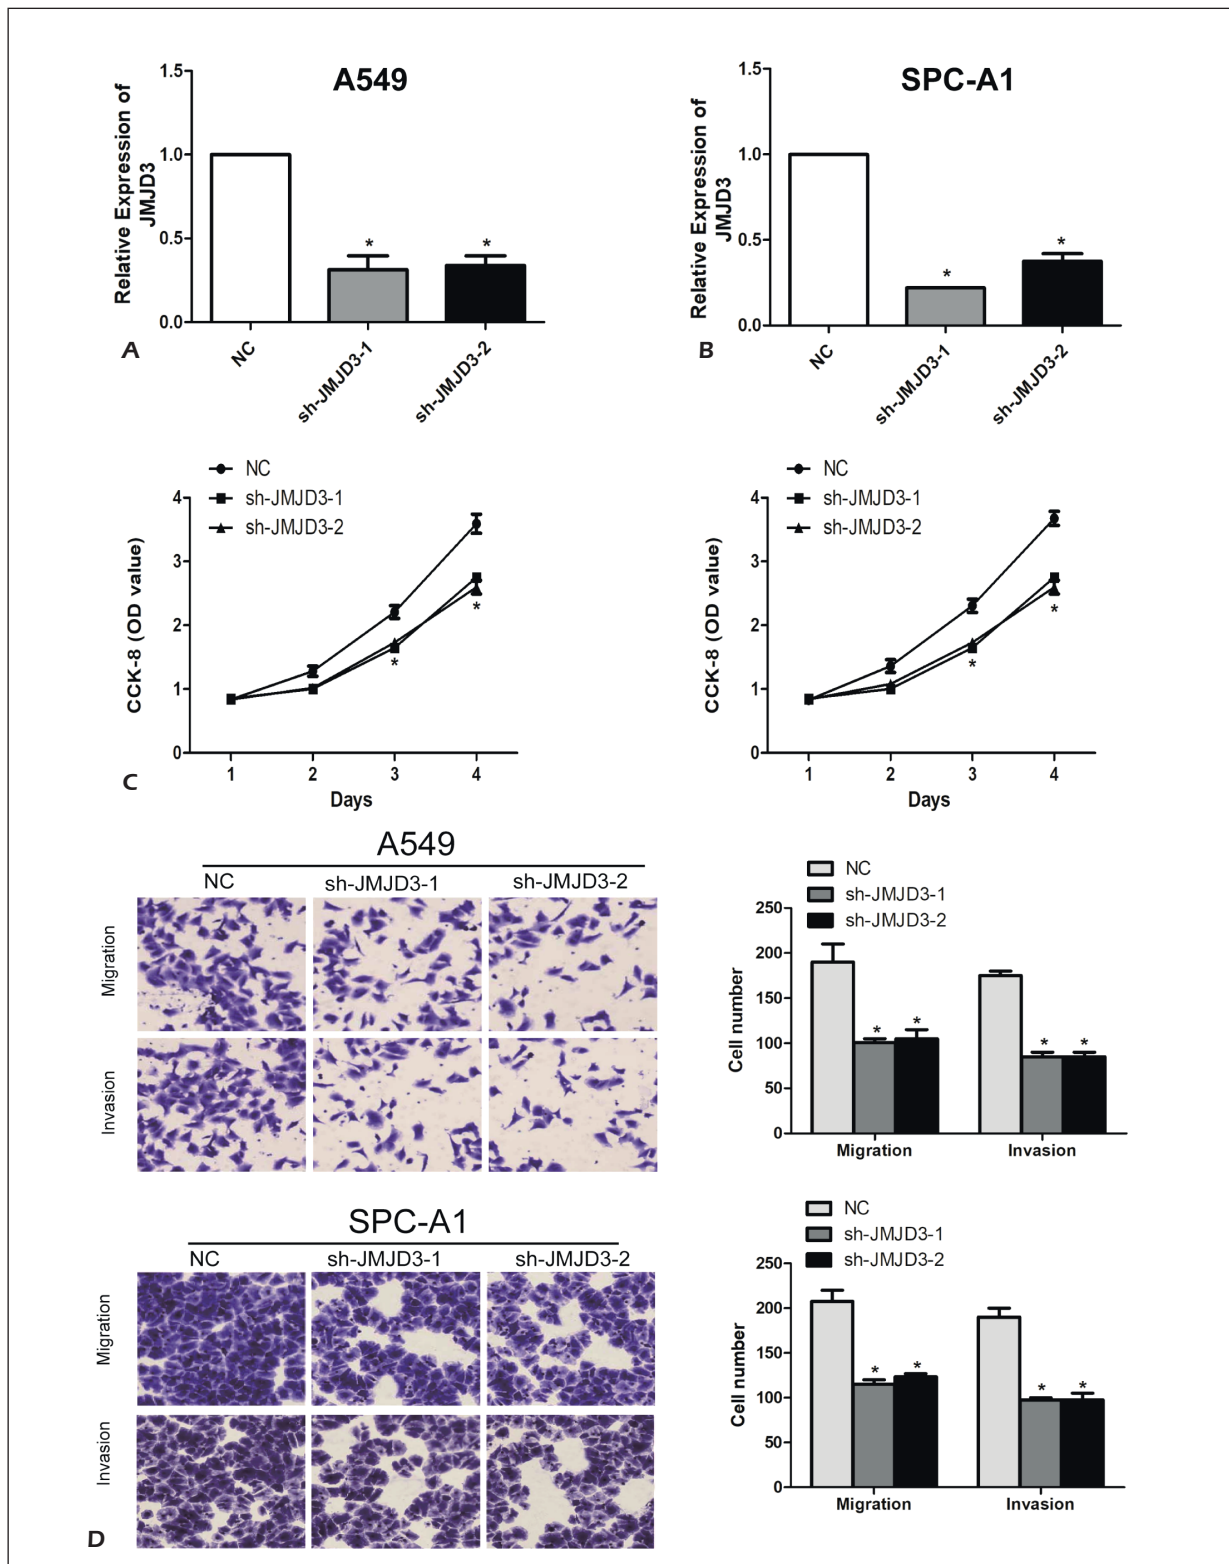 A549
Relative Expression of
JMJD3
1.5
1.0
0.5
0.0
*
*
NC
sh-JMJD3-1
sh-JMJD3-2
A
SPC-A1
Relative Expression of
JMJD3
1.5
1.0
0.5
0.0
*
*
NC
sh-JMJD3-1
sh-JMJD3-2
B
NC
sh-JMJD3-1
sh-JMJD3-2
CCK-8 (OD value)
4
3
2
1
0
*
*
1 2 3 4
Days
C
NC
sh-JMJD3-1
sh-JMJD3-2
CCK-8 (OD value)
4
3
2
1
0
*
*
1 2 3 4
Days
A549
NC sh-JMJD3-1 sh-JMJD3-2
Migration
Invasion
NC
sh-JMJD3-1
sh-JMJD3-2
Cell number
250
200
150
100
50
0
* * * *
Migration Invasion
SPC-A1
NC sh-JMJD3-1 sh-JMJD3-2
Migration
Invasion
NC
sh-JMJD3-1
sh-JMJD3-2
Cell number
250
200
150
100
50
0
* * * *
Migration Invasion
D